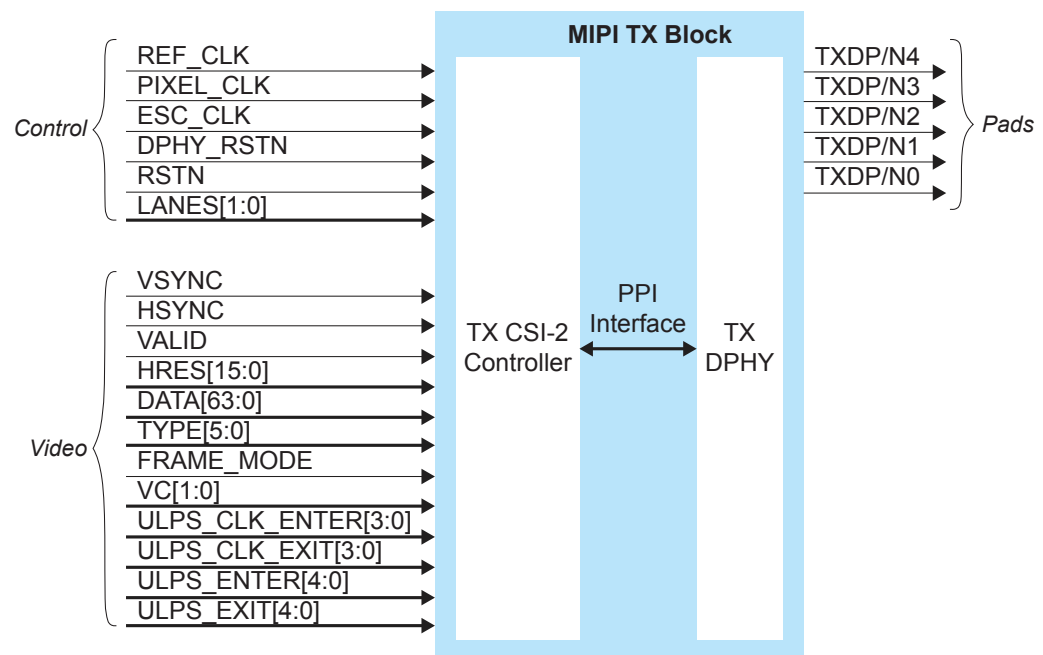 MIPI TX Block
Control
REF_CLK
PIXEL_CLK
ESC_CLK
DPHY_RSTN
RSTN
LANES[1:0]
Video
VSYNC
HSYNC
VALID
HRES[15:0]
DATA[63:0]
TYPE[5:0]
FRAME_MODE
VC[1:0]
ULPS_CLK_ENTER[3:0]
ULPS_CLK_EXIT[3:0]
ULPS_ENTER[4:0]
ULPS_EXIT[4:0]
TX CSI-2
Controller
PPI
Interface
TX
DPHY
TXDP/N4
TXDP/N3
TXDP/N2
TXDP/N1
TXDP/N0
Pads